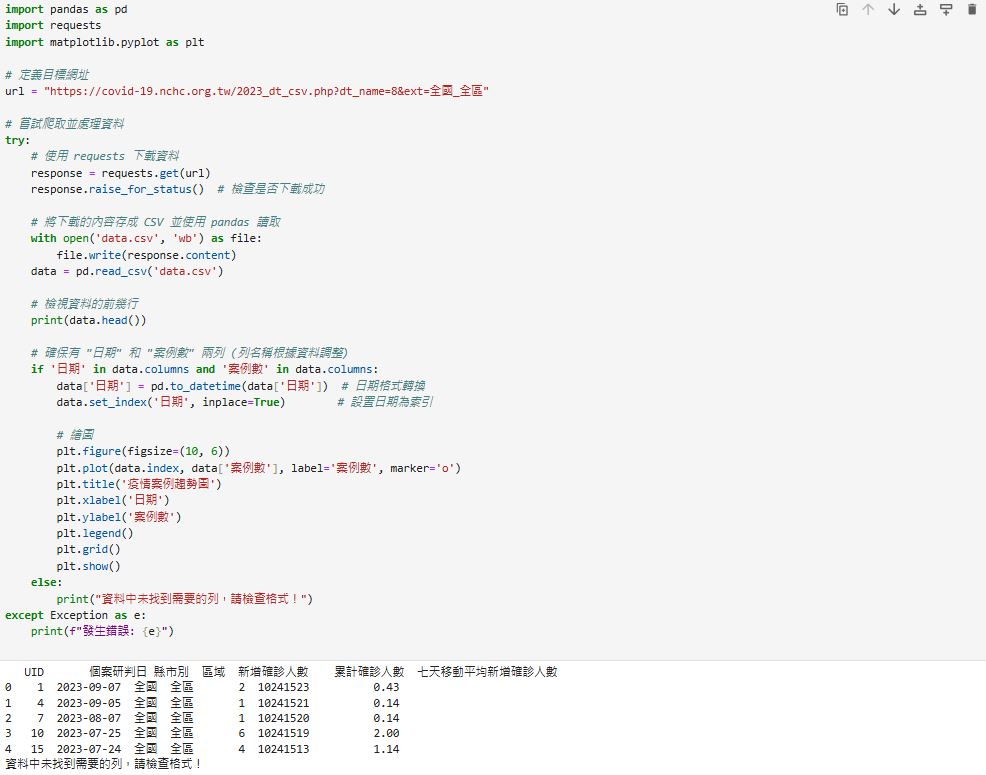 import pandas as pd
import requests
import matplotlib.pyplot as plt
# 定義目標網址
url = "https://covid-19.nchc.org.tw/2023_dt_csv.php?dt_name=8&ext=全國_全區"
# 嘗試爬取並處理資料
try:
# 使用 requests 下載資料
response = requests.get(url)
response.raise_for_status()  # 檢查是否下載成功
# 將下載的內容存成 CSV 並使用 pandas 讀取
with open('data.csv', 'wb') as file:
file.write(response.content)
data = pd.read_csv('data.csv')
# 檢視資料的前幾行
print(data.head())
# 確保有 "日期" 和 "案例數" 兩列 (列名稱根據資料調整)
if '日期' in data.columns and '案例數' in data.columns:
data['日期'] = pd.to_datetime(data['日期'])  # 日期格式轉換
data.set_index('日期', inplace=True)        # 設置日期為索引
# 繪圖
plt.figure(figsize=(10, 6))
plt.plot(data.index, data['案例數'], label='案例數', marker='o')
plt.title('疫情案例趨勢圖')
plt.xlabel('日期')
plt.ylabel('案例數')
plt.legend()
plt.grid()
plt.show()
else:
print("資料中未找到需要的列，請檢查格式！")
except Exception as e:
print(f"發生錯誤: {e}")
UID 個案研判日 縣市別 區域 新增確診人數 累計確診人數 七天移動平均新增確診人數
0 1 2023-09-07 全國 全區 2 10241523 0.43
1 4 2023-09-05 全國 全區 1 10241521 0.14
2 7 2023-08-07 全國 全區 1 10241520 0.14
3 10 2023-07-25 全國 全區 6 10241519 2.00
4 15 2023-07-24 全國 全區 4 10241513 1.14
資料中未找到需要的列，請檢查格式！